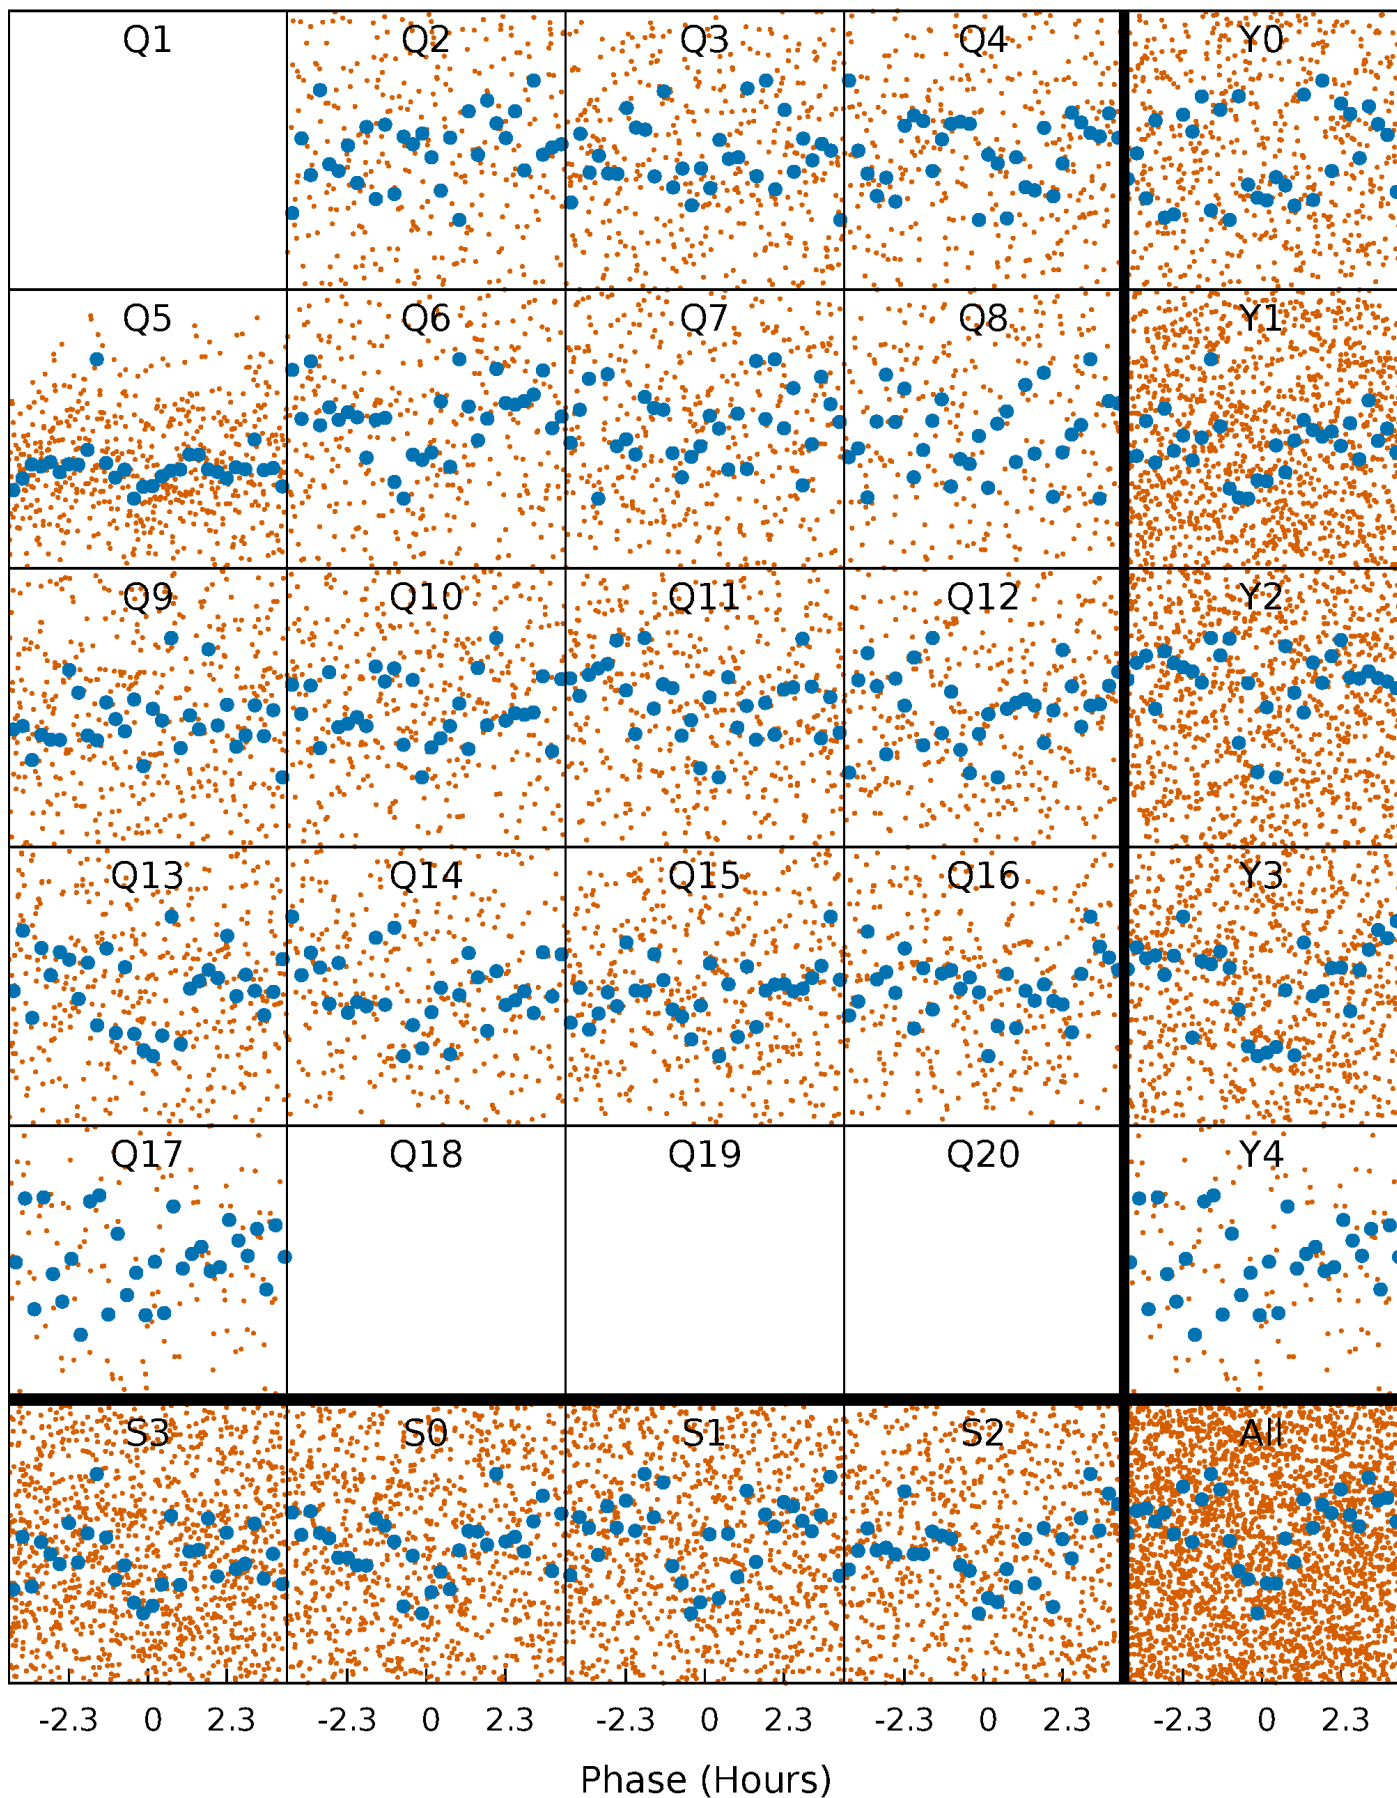 Q1 Q2 Q3 Q4 Y0
Q5 Q6 Q7 Q8 Y1
Q9 Q10 Q11 Q12 Y2
Q13 Q14 Q15 Q16 Y3
Q17 Q18 Q19 Q20 Y4
S3 S0 S1 S2 All
-2.3 0 2.3 -2.3 0 2.3 -2.3 0 2.3 -2.3 0 2.3 -2.3 0 2.3
Phase (Hours)